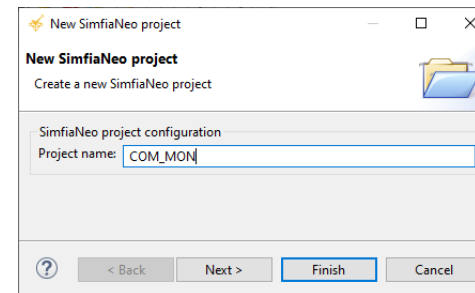 New SimfiaNeo project
New SimfiaNeo project
Create a new SimfiaNeo project
SimfiaNeo project configuration
Project name: COM_MON
? < Back Next > Finish Cancel